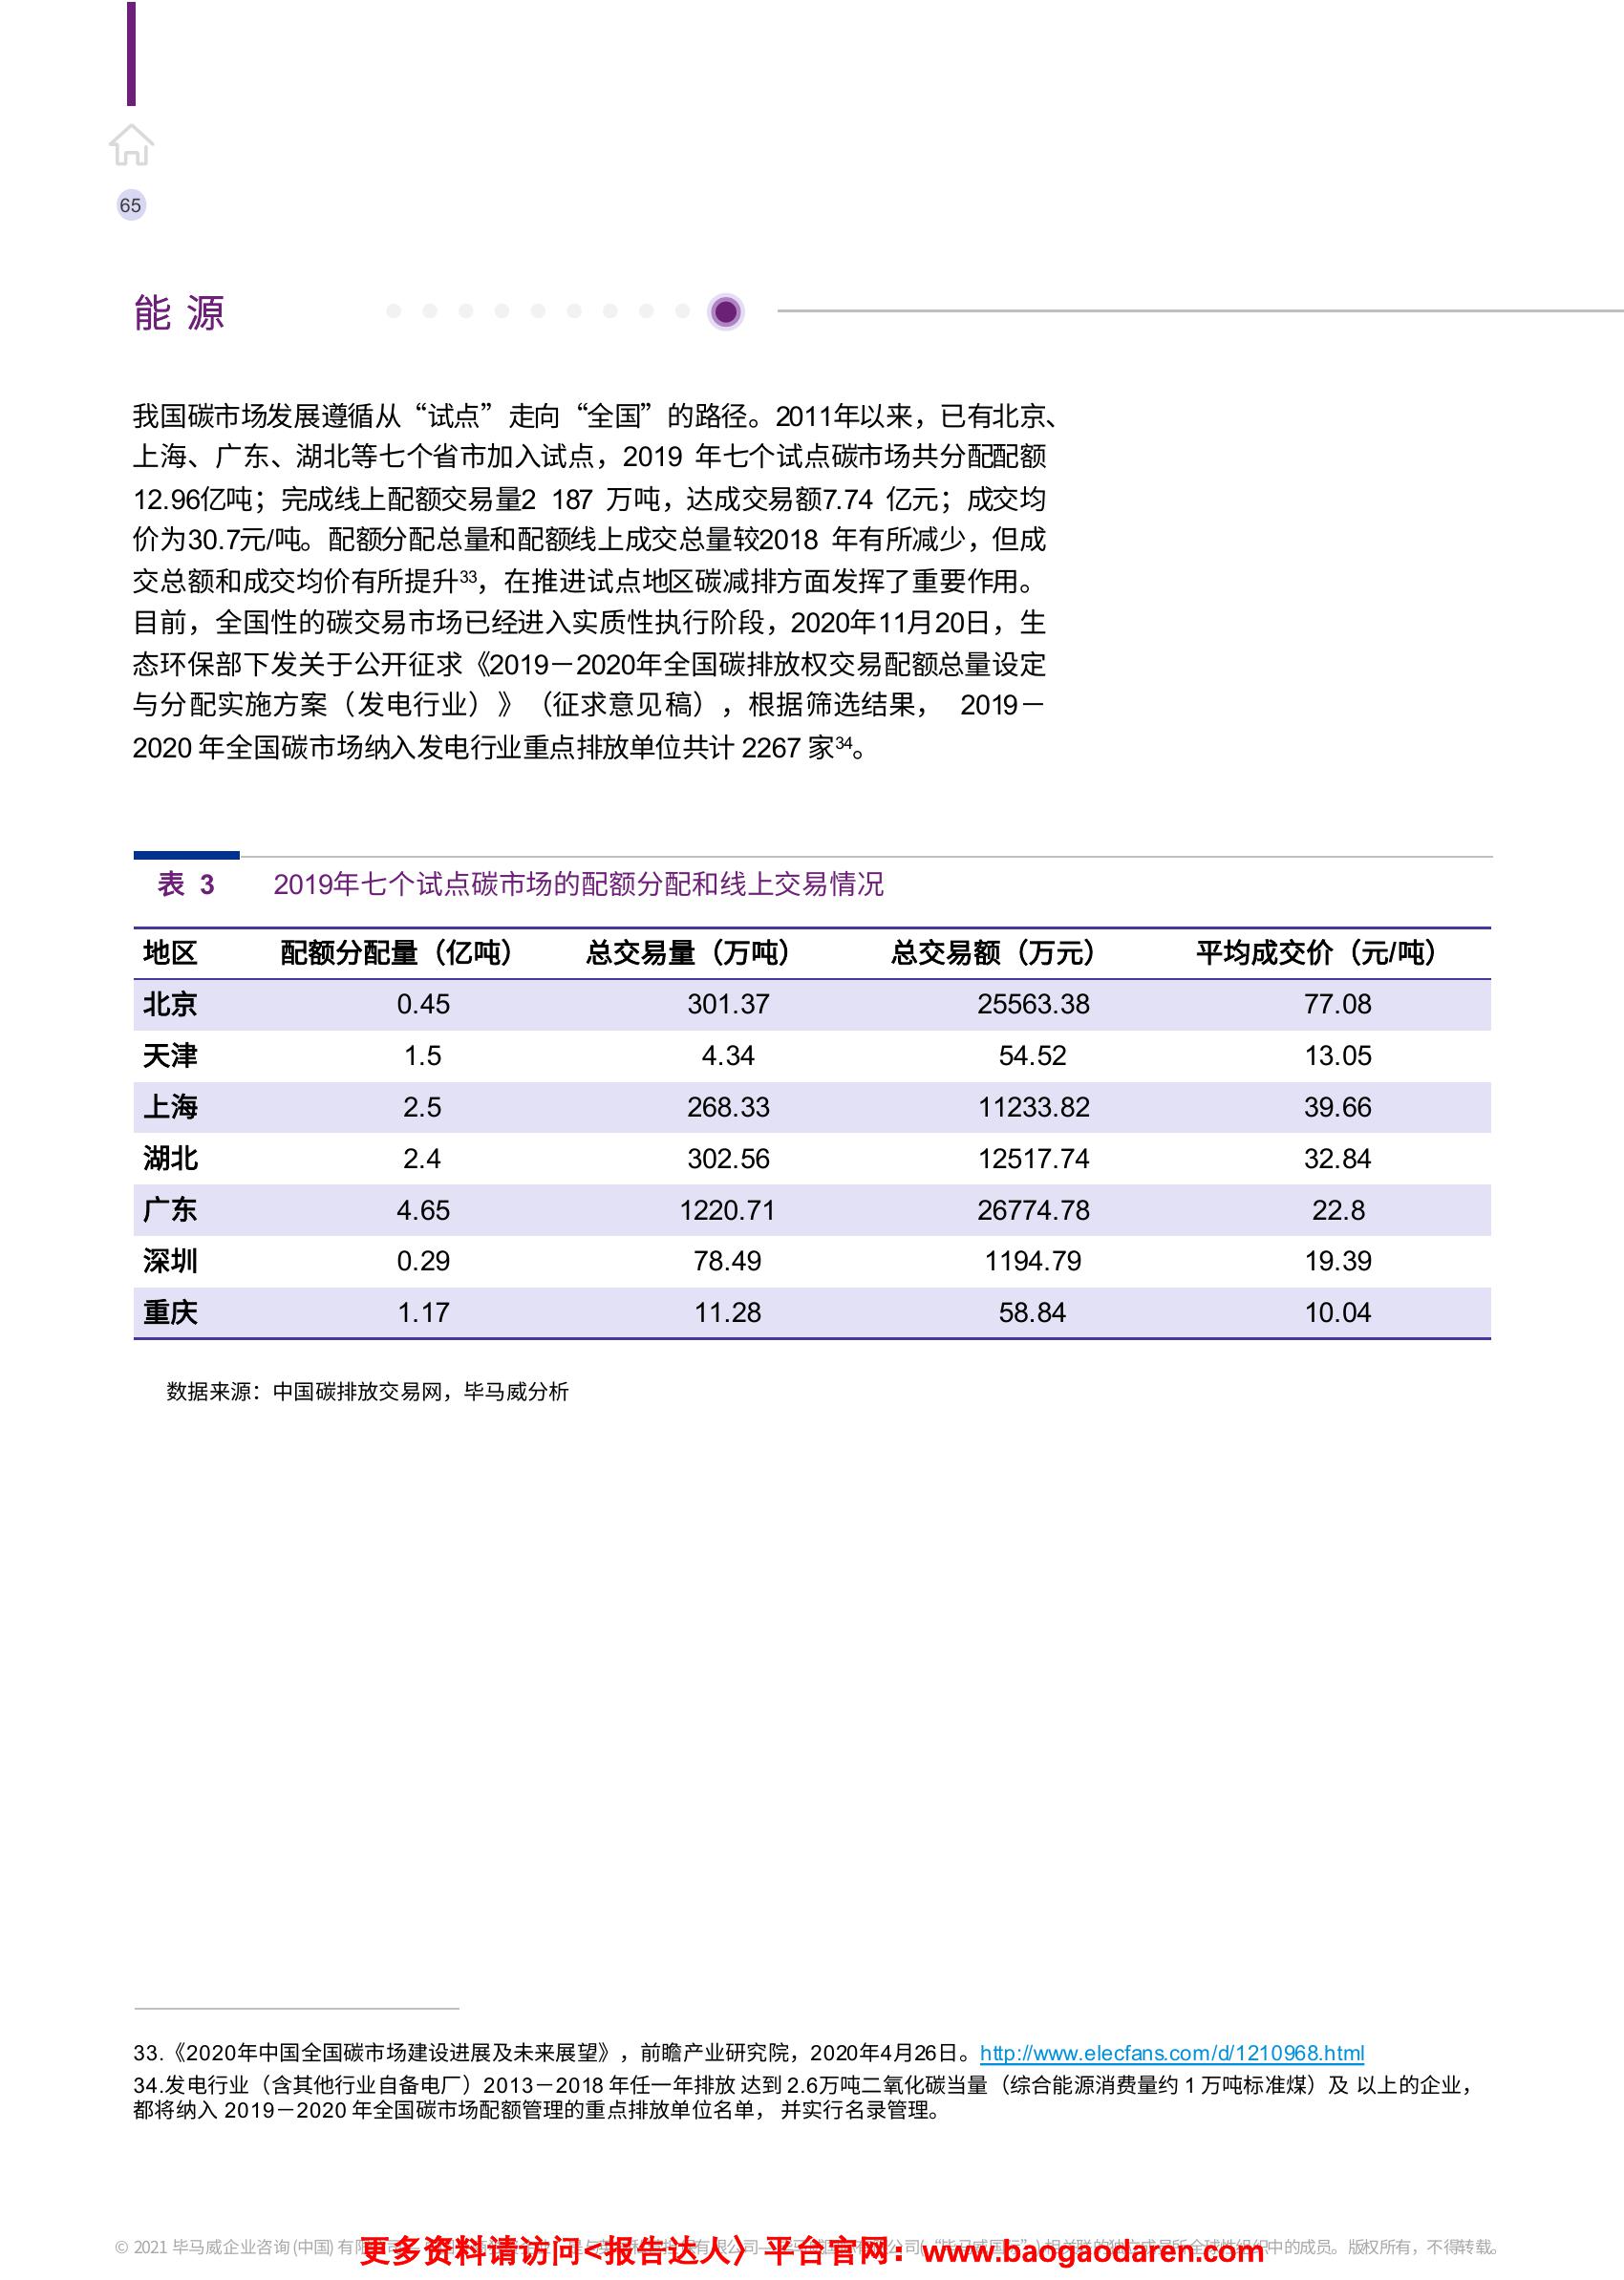 65
能 源
我国碳市场发展遵循从“试点”走向“全国”的路径。2011年以来，已有北京、
上海、广东、湖北等七个省市加入试点，2019 年七个试点碳市场共分配配额
12.96亿吨；完成线上配额交易量2 187 万吨，达成交易额7.74 亿元；成交均
价为30.7元/吨。配额分配总量和配额线上成交总量较2018 年有所减少，但成
交总额和成交均价有所提升33，在推进试点地区碳减排方面发挥了重要作用。
目前，全国性的碳交易市场已经进入实质性执行阶段，2020年11月20日，生
态环保部下发关于公开征求《2019－2020年全国碳排放权交易配额总量设定
与分配实施方案（发电行业）》（征求意见稿），根据筛选结果， 2019－
2020 年全国碳市场纳入发电行业重点排放单位共计 2267 家34。
表 3 2019年七个试点碳市场的配额分配和线上交易情况
地区 配额分配量（亿吨） 总交易量（万吨） 总交易额（万元） 平均成交价（元/吨）
北京 0.45 301.37 25563.38 77.08
天津 1.5 4.34 54.52 13.05
上海 2.5 268.33 11233.82 39.66
湖北 2.4 302.56 12517.74 32.84
广东 4.65 1220.71 26774.78 22.8
深圳 0.29 78.49 1194.79 19.39
重庆 1.17 11.28 58.84 10.04
数据来源：中国碳排放交易网，毕马威分析
33.《2020年中国全国碳市场建设进展及未来展望》，前瞻产业研究院，2020年4月26日。http://www.elecfans.com/d/1210968.html
34.发电行业（含其他行业自备电厂）2013－2018 年任一年排放 达到 2.6万吨二氧化碳当量（综合能源消费量约 1 万吨标准煤）及 以上的企业，
都将纳入 2019－2020 年全国碳市场配额管理的重点排放单位名单， 并实行名录管理。
© 2021 毕马威企业咨询(中国) 有限 中的成员。版权所有，不得转载。
更多资料请访问<报告达人〉平台官网：www.baogaodaren.com